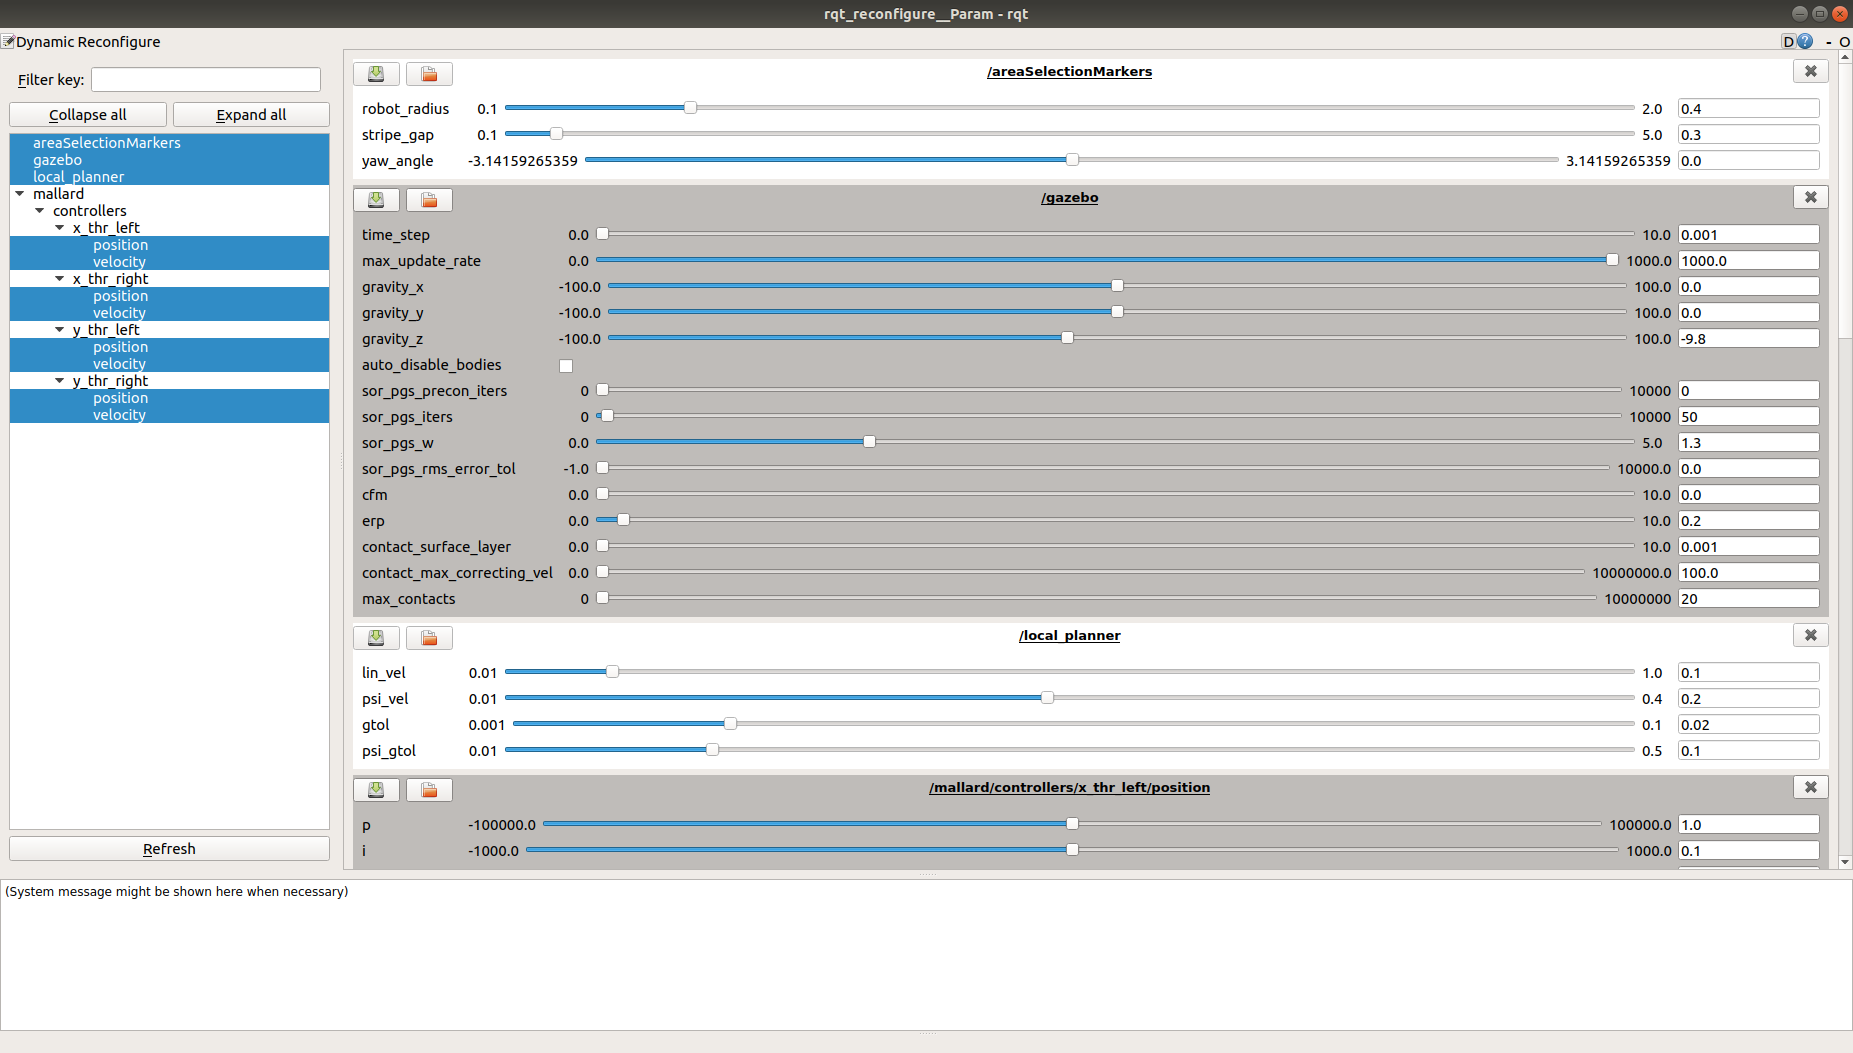 rqt_reconfigure__Param - rqt
Dynamic Reconfigure
D ? - O
Filter key:
Collapse all Expand all
areaSelectionMarkers
gazebo
local_planner
mallard
controllers
x_thr_left
position
velocity
x_thr_right
position
velocity
y_thr_left
position
velocity
y_thr_right
position
velocity
Refresh
/areaSelectionMarkers
robot_radius 0.1 2.0 0.4
stripe_gap 0.1 5.0 0.3
yaw_angle -3.14159265359 3.14159265359 0.0
/gazebo
time_step 0.0 10.0 0.001
max_update_rate 0.0 1000.0 1000.0
gravity_x -100.0 100.0 0.0
gravity_y -100.0 100.0 0.0
gravity_z -100.0 100.0 -9.8
auto_disable_bodies
sor_pgs_precon_iters 0 10000 0
sor_pgs_iters 0 10000 50
sor_pgs_w 0.0 5.0 1.3
sor_pgs_rms_error_tol -1.0 10000.0 0.0
cfm 0.0 10.0 0.0
erp 0.0 10.0 0.2
contact_surface_layer 0.0 10.0 0.001
contact_max_correcting_vel 0.0 10000000.0 100.0
max_contacts 0 10000000 20
/local_planner
lin_vel 0.01 1.0 0.1
psi_vel 0.01 0.4 0.2
gtol 0.001 0.1 0.02
psi_gtol 0.01 0.5 0.1
/mallard/controllers/x_thr_left/position
p -100000.0 100000.0 1.0
i -1000.0 1000.0 0.1
(System message might be shown here when necessary)